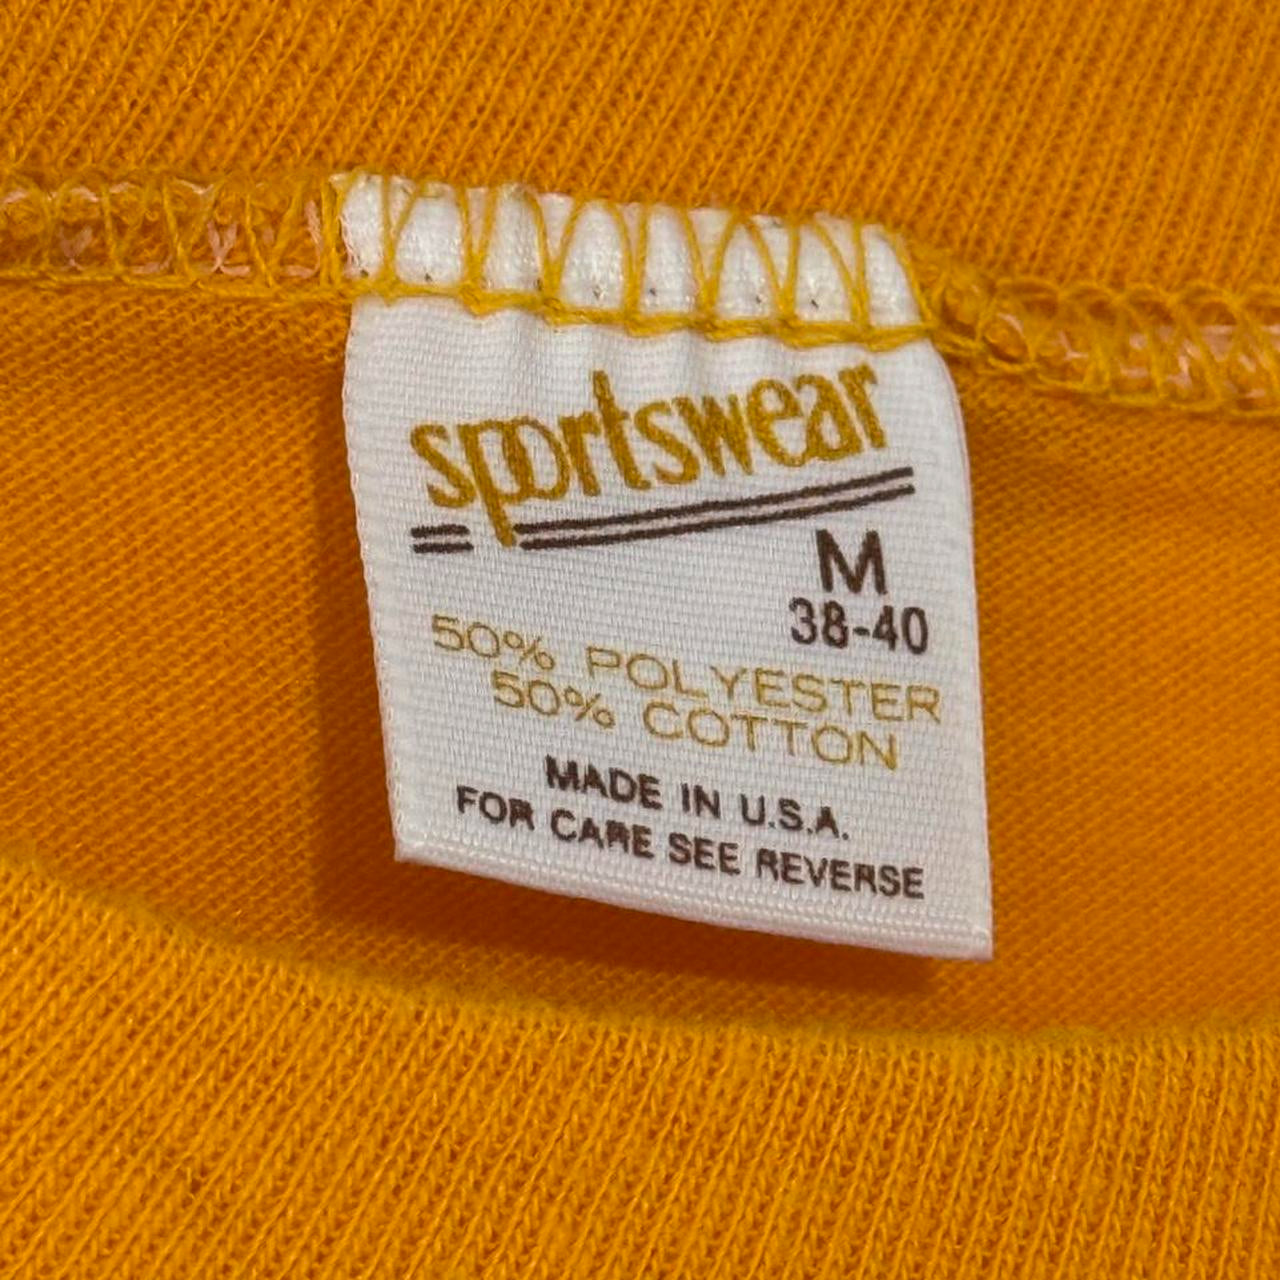 sportswear
M
38-40
50% POLYESTER
50% COTTON
MADE IN U.S.A.
FOR CARE SEE REVERSE